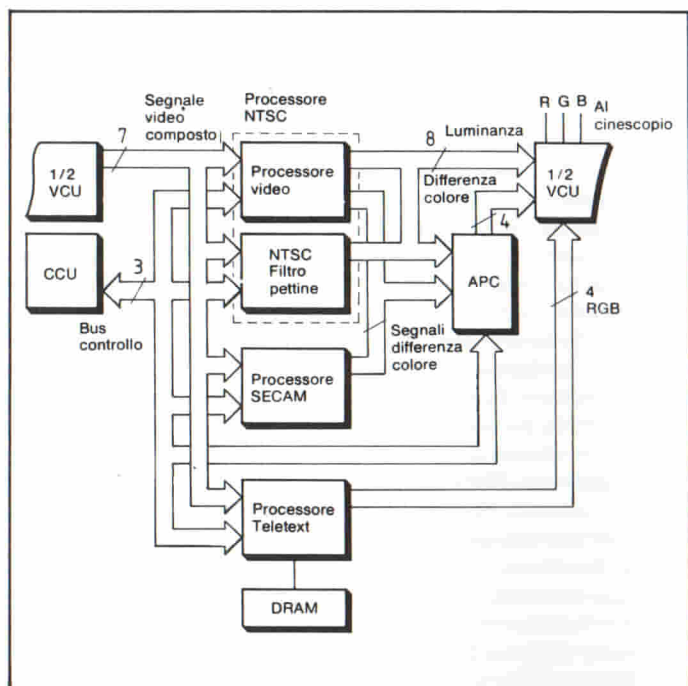 Segnale
video
composto
Processore
NTSC
7
1/2
VCU
Processore
video
8
Luminanza
R G B
Al
cinescopio
1/2
VCU
Differenza
colore
4
CCU
3
Bus
controllo
NTSC
Filtro
pettine
APC
4
RGB
Segnali
differenza
colore
Processore
SECAM
Processore
Teletext
DRAM